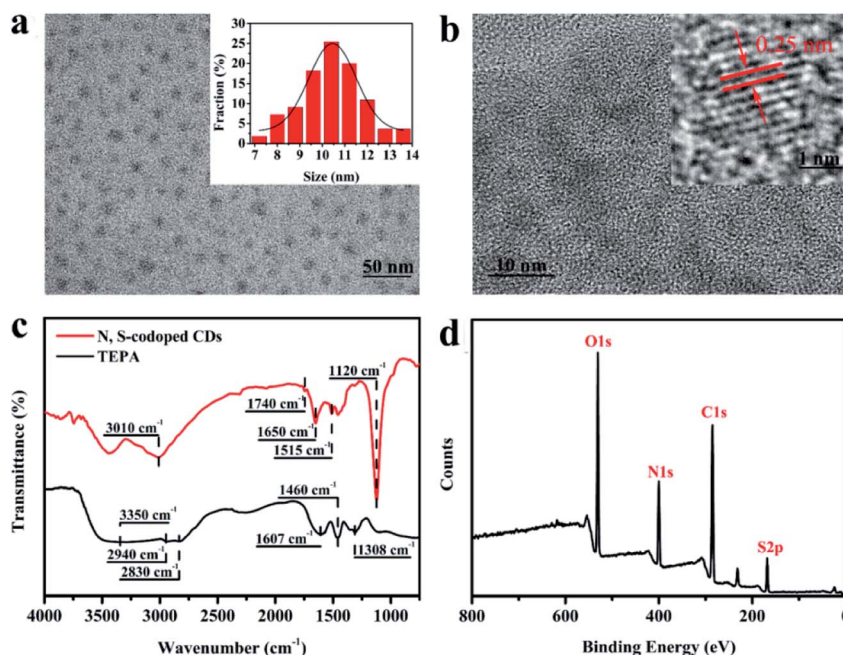 a
Fraction (%)
30
25
20
15
10
5
0
7 8 9 10 11 12 13 14
Size (nm)
50 nm
b
0.25 nm
1 nm
10 nm
c
N, S-codoped CDs
TEPA
Transmittance (%)
3010 cm-1
1740 cm-1
1650 cm-1
1515 cm-1
1120 cm-1
3350 cm-1
2940 cm-1
2830 cm-1
1460 cm-1
1607 cm-1
1308 cm-1
4000 3500 3000 2500 2000 1500 1000
Wavenumber (cm-1)
d
Counts
O1s
N1s
C1s
S2p
800 600 400 200
Binding Energy (eV)